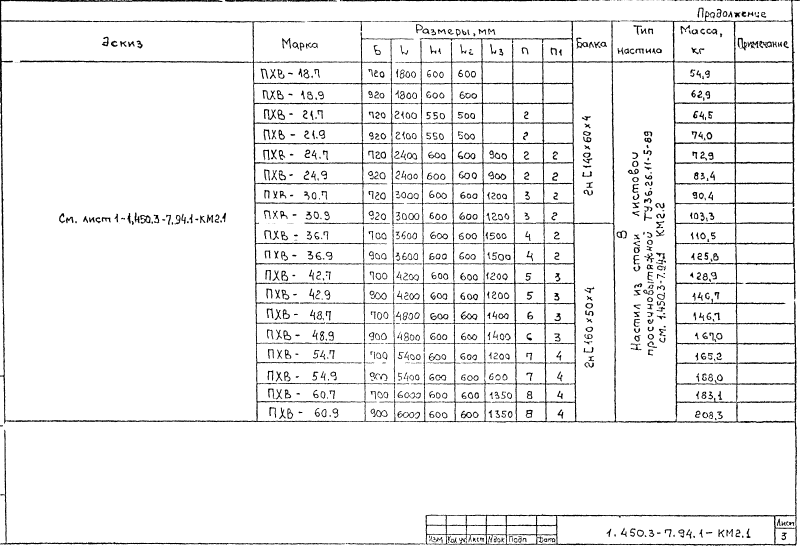 Продолжение
Эскиз Марка Размеры, мм Балка Тип настила Масса, кг Примечание
Б L L1 L2 L3 n n1
См. лист 1-1.450.3-7.94.1-КМ2.1
ПХВ - 18.7 720 1800 600 600 54,9
ПХВ - 18.9 920 1800 600 600 62,9
ПХВ - 21.7 720 2100 550 500 2 64,5
ПХВ - 21.9 920 2100 550 500 2 74,0
ПХВ - 24.7 720 2400 600 600 900 2 2 72,9
ПХВ - 24.9 920 2400 600 600 900 2 2 83,4
ПХВ - 30.7 720 3000 600 600 1200 3 2 90,4
ПХВ - 30.9 920 3000 600 600 1200 3 2 103,3
ПХВ - 36.7 700 3600 600 600 1500 4 2 110,5
ПХВ - 36.9 900 3600 600 600 1500 4 2 125,8
ПХВ - 42.7 700 4200 600 600 1200 5 3 128,9
ПХВ - 42.9 900 4200 600 600 1200 5 3 146,7
ПХВ - 48.7 700 4800 600 600 1400 6 3 146,7
ПХВ - 48.9 900 4800 600 600 1400 6 3 167,0
ПХВ - 54.7 700 5400 600 600 1200 7 4 165,2
ПХВ - 54.9 900 5400 600 600 600 7 4 188,0
ПХВ - 60.7 700 6000 600 600 1350 8 4 183,1
ПХВ - 60.9 900 6000 600 600 1350 8 4 208,3
Гн [ 140×60×4
Гн [ 160×50×4
В
Настил из стали листовой
просечновытяжной ТУ36.26.11-5-89
см. 1.450.3-7.94.1 КМ2.2
Изм Кол.уч Лист Nдок Подп Дата
1.450.3-7.94.1-КМ2.1
Лист
3